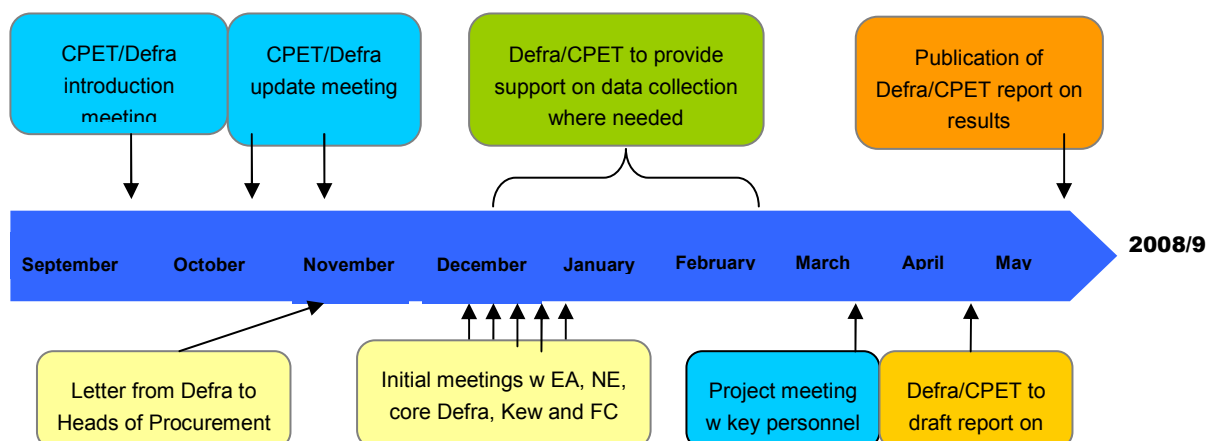 CPET/Defra
introduction
meeting
CPET/Defra
update meeting
Defra/CPET to provide
support on data collection
where needed
Publication of
Defra/CPET report on
results
September
October
November
December
January
February
March
April
May
2008/9
Letter from Defra to
Heads of Procurement
Initial meetings w EA, NE,
core Defra, Kew and FC
Project meeting
w key personnel
Defra/CPET to
draft report on